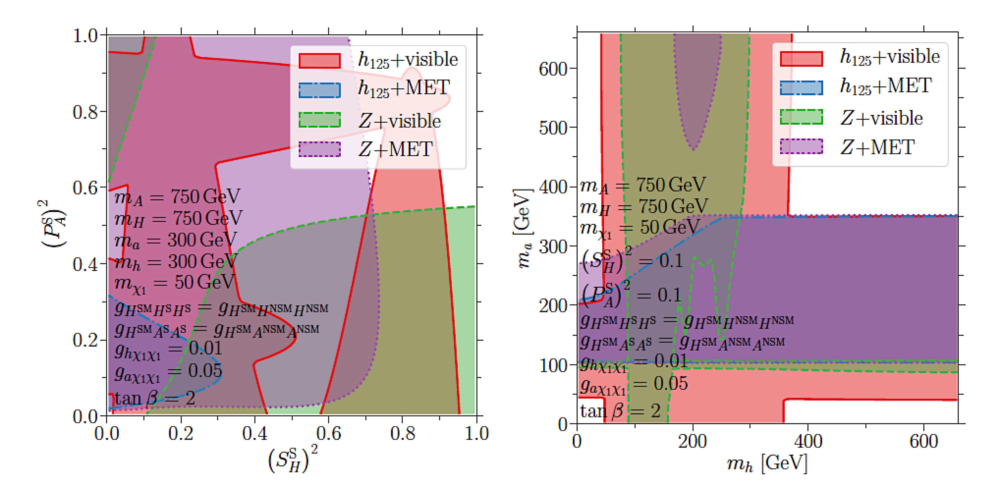 1.0
0.8
0.6
0.4
0.2
0.0
(P_A^S)^2
h_125+visible
h_125+MET
Z+visible
Z+MET
m_A = 750 GeV
m_H = 750 GeV
m_a = 300 GeV
m_h = 300 GeV
m_χ1 = 50 GeV
g_H^SM H^S H^S = g_H^SM H^NSM H^NSM
g_H^SM A^S A^S = g_H^SM A^NSM A^NSM
g_hχ1χ1 = 0.01
g_aχ1χ1 = 0.05
tan β = 2
0.0 0.2 0.4 0.6 0.8 1.0
(S_H^S)^2
600
500
400
300
200
100
0
m_a [GeV]
h_125+visible
h_125+MET
Z+visible
Z+MET
m_A = 750 GeV
m_H = 750 GeV
m_χ1 = 50 GeV
(S_H^S)^2 = 0.1
(P_A^S)^2 = 0.1
g_H^SM H^S H^S = g_H^SM H^NSM H^NSM
g_H^SM A^S A^S = g_H^SM A^NSM A^NSM
g_hχ1χ1 = 0.01
g_aχ1χ1 = 0.05
tan β = 2
0 200 400 600
m_h [GeV]